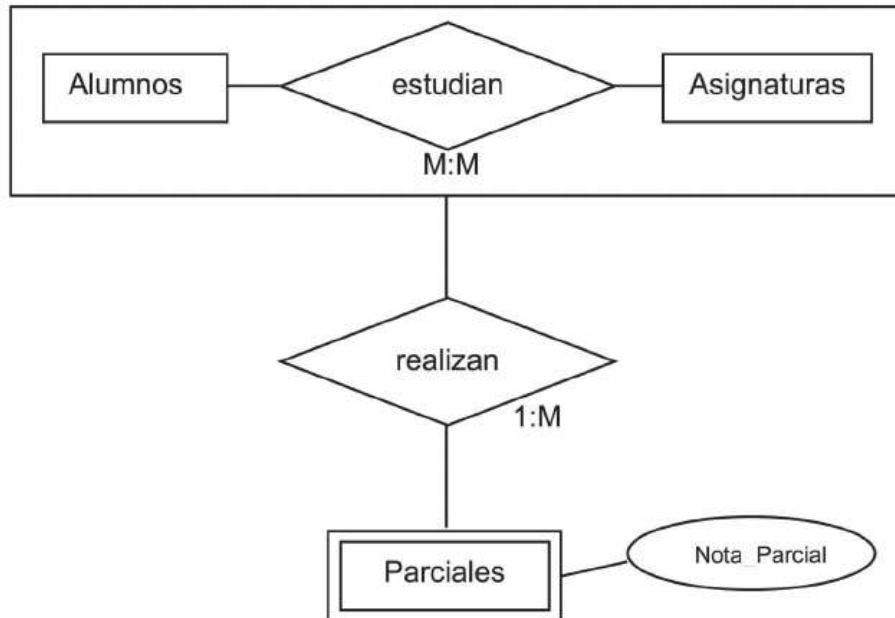 Alumnos
estudian
Asignaturas
M:M
realizan
1:M
Parciales
Nota_Parcial